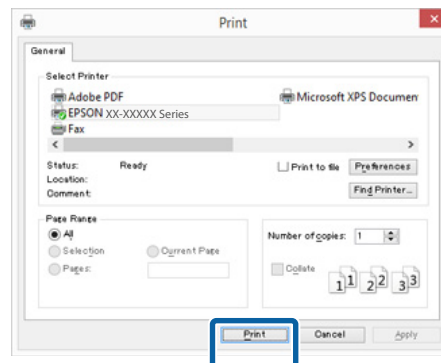 Print
General
Select Printer
Adobe PDF
Microsoft XPS Documen
EPSON XX-XXXXX Series
Fax
Status: Ready
Print to file
Preferences
Location:
Comment:
Find Printer...
Page Range
All
Selection
Current Page
Pages:
Number of copies: 1
Collate
1 1 2 2 3 3
Print
Cancel
Apply